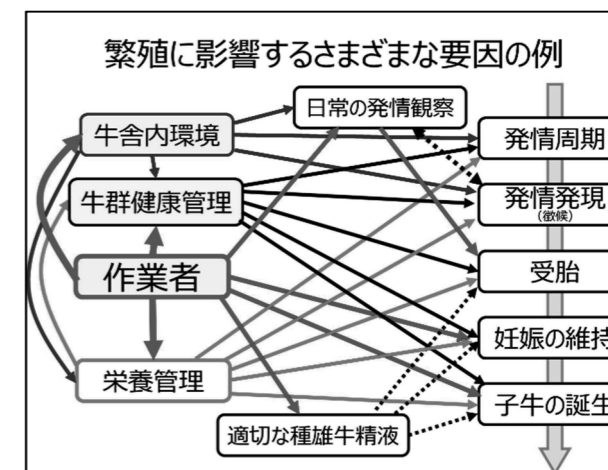 繁殖に影響するさまざまな要因の例
日常の発情観察
牛舎内環境
発情周期
牛群健康管理
発情発現
(徴候)
作業者
受胎
妊娠の維持
栄養管理
子牛の誕生
適切な種雄牛精液